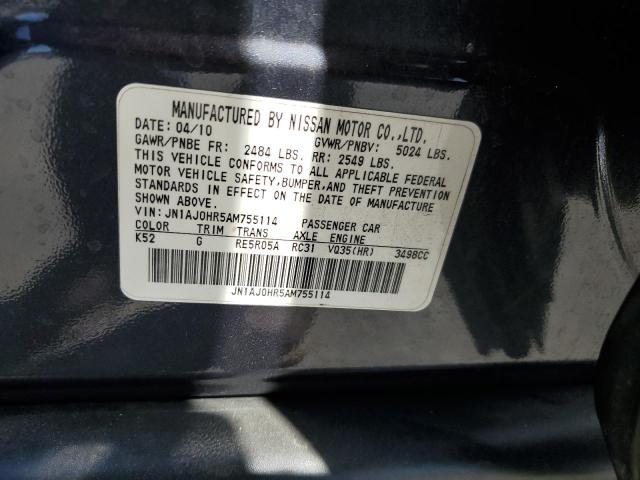 MANUFACTURED BY NISSAN MOTOR CO.,LTD.
DATE: 04/10 GVWR/PNBV: 5024 LBS.
GAWR/PNBE FR: 2484 LBS. RR: 2549 LBS.
THIS VEHICLE CONFORMS TO ALL APPLICABLE FEDERAL
MOTOR VEHICLE SAFETY,BUMPER,AND THEFT PREVENTION
STANDARDS IN EFFECT ON THE DATE OF MANUFACTURE
SHOWN ABOVE.
VIN: JN1AJ0HR5AM755114 PASSENGER CAR
COLOR TRIM TRANS AXLE ENGINE
K52 G RE5R05A RC31 VQ35(HR) 3498CC
JN1AJ0HR5AM755114